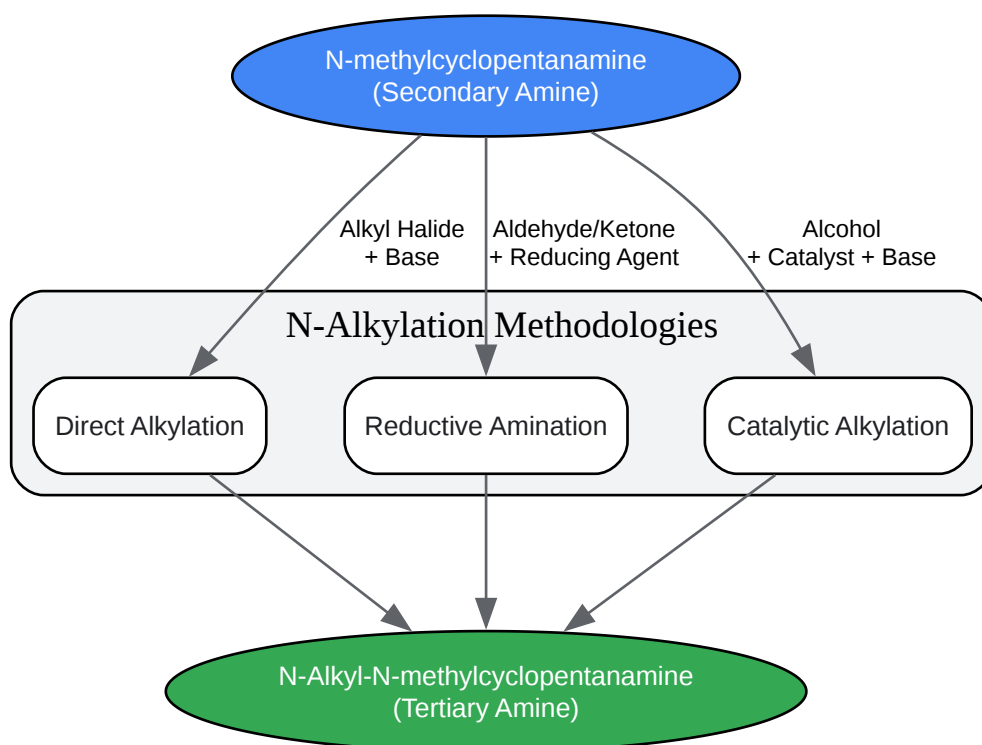 N-methylcyclopentanamine
(Secondary Amine)
Alkyl Halide
+ Base
Aldehyde/Ketone
+ Reducing Agent
Alcohol
+ Catalyst + Base
N-Alkylation Methodologies
Direct Alkylation
Reductive Amination
Catalytic Alkylation
N-Alkyl-N-methylcyclopentanamine
(Tertiary Amine)